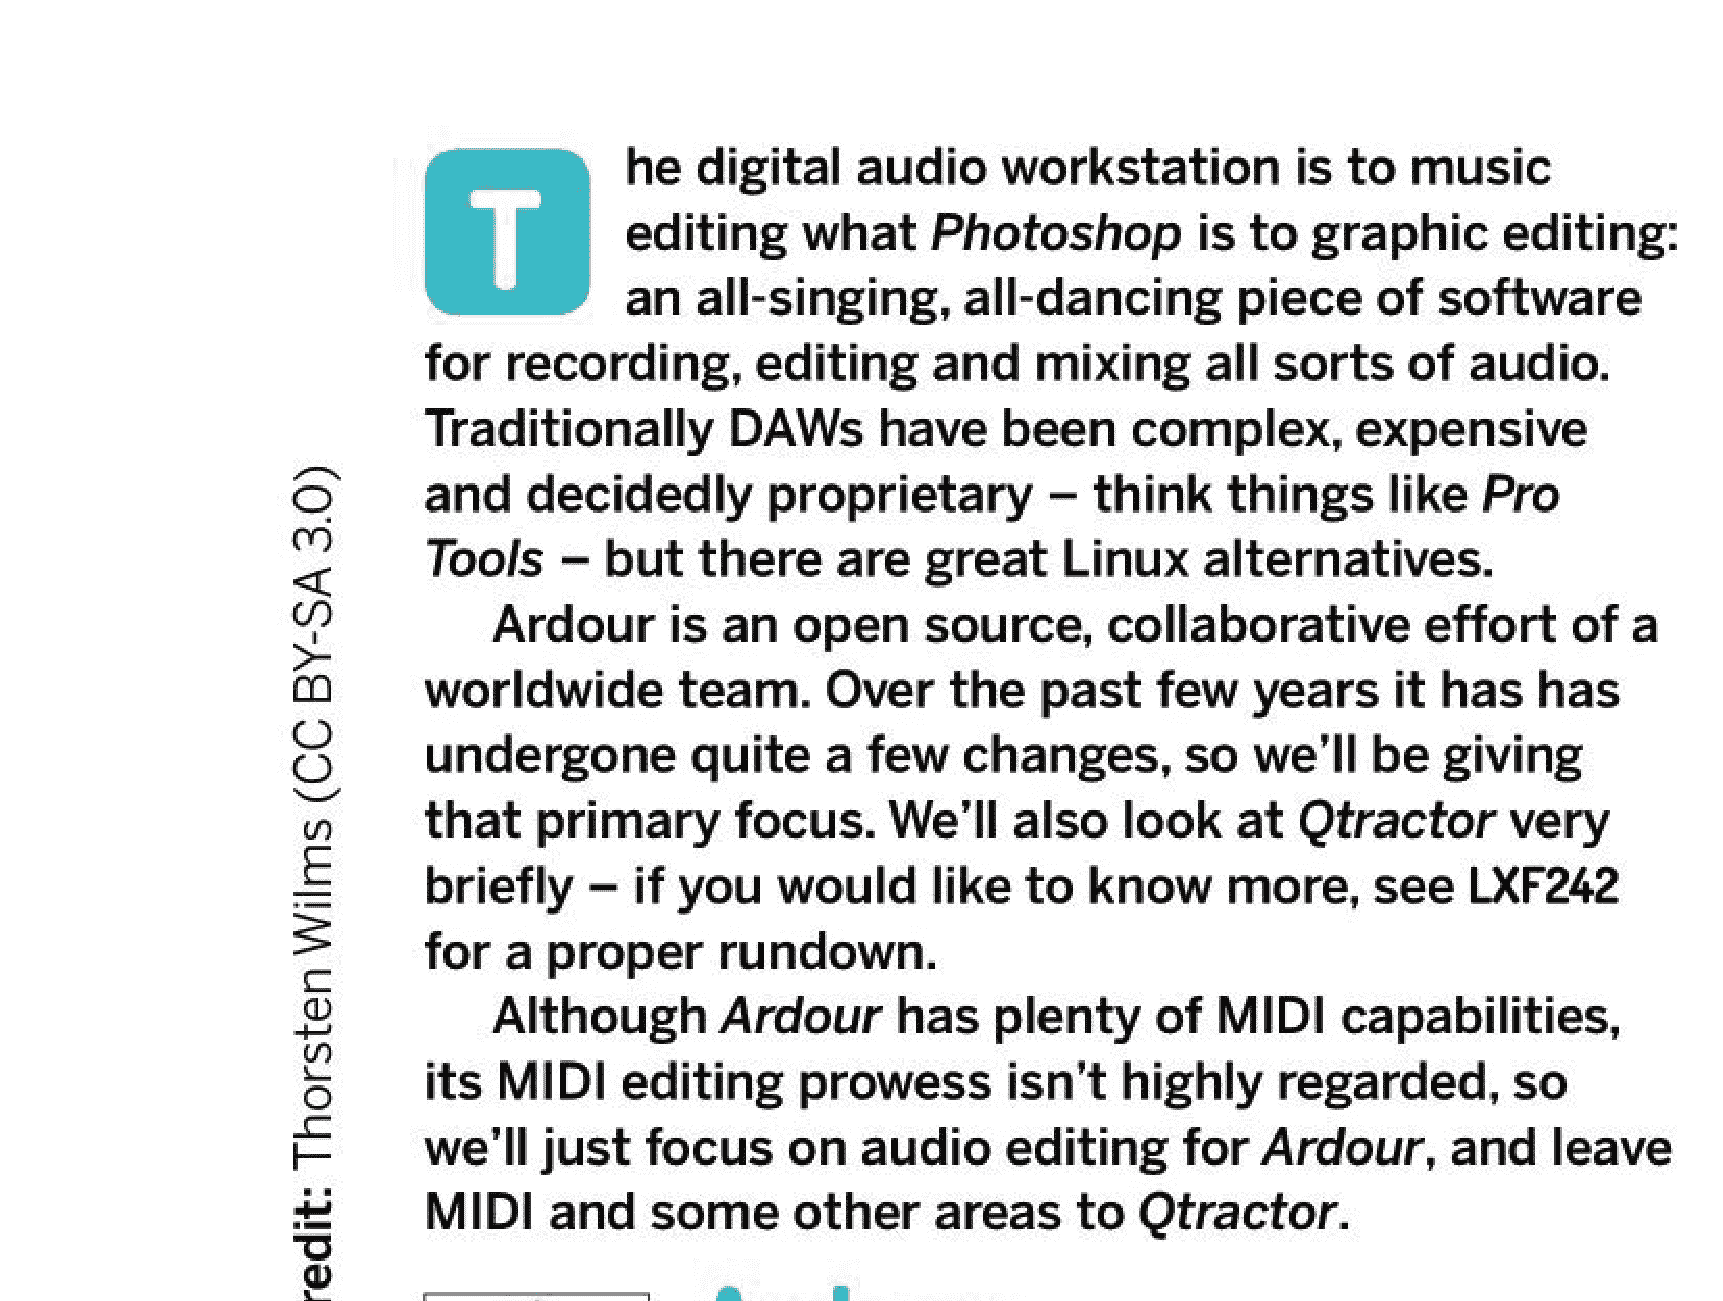 The digital audio workstation is to music
editing what Photoshop is to graphic editing:
an all-singing, all-dancing piece of software
for recording, editing and mixing all sorts of audio.
Traditionally DAWs have been complex, expensive
and decidedly proprietary – think things like Pro
Tools – but there are great Linux alternatives.
Ardour is an open source, collaborative effort of a
worldwide team. Over the past few years it has has
undergone quite a few changes, so we’ll be giving
that primary focus. We’ll also look at Qtractor very
briefly – if you would like to know more, see LXF242
for a proper rundown.
Although Ardour has plenty of MIDI capabilities,
its MIDI editing prowess isn’t highly regarded, so
we’ll just focus on audio editing for Ardour, and leave
MIDI and some other areas to Qtractor.
redit: Thorsten Wilms (CC BY-SA 3.0)